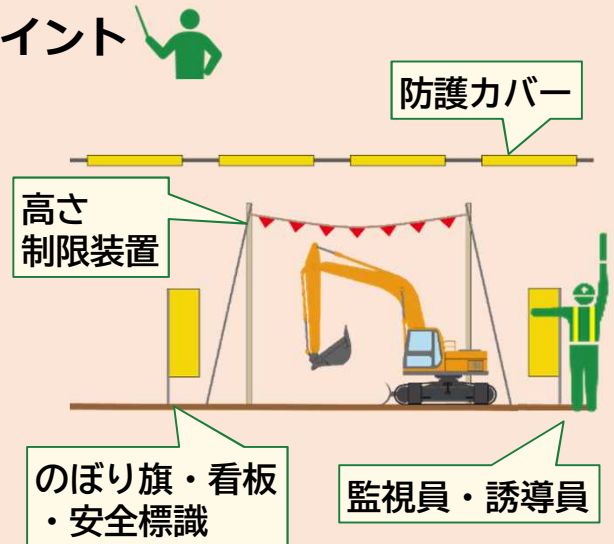 イント
防護カバー
高さ
制限装置
のぼり旗・看板
・安全標識
監視員・誘導員